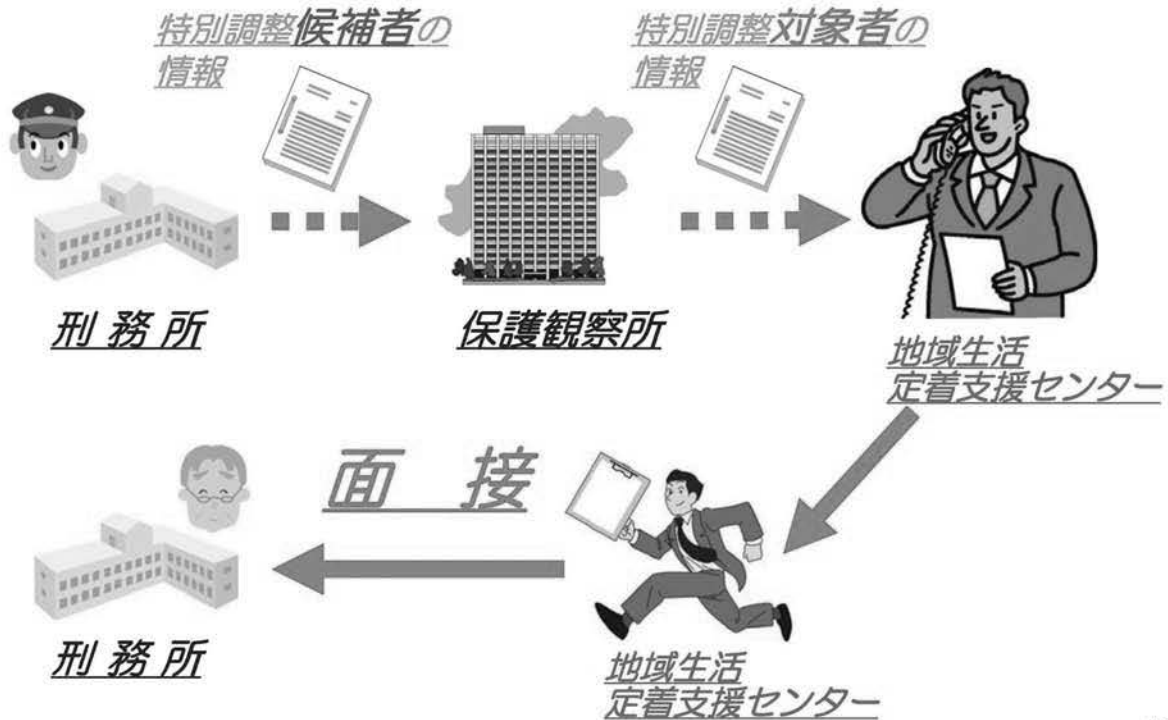 特別調整候補者の
情報
特別調整対象者の
情報
刑務所
保護観察所
地域生活
定着支援センター
面接
刑務所
地域生活
定着支援センター